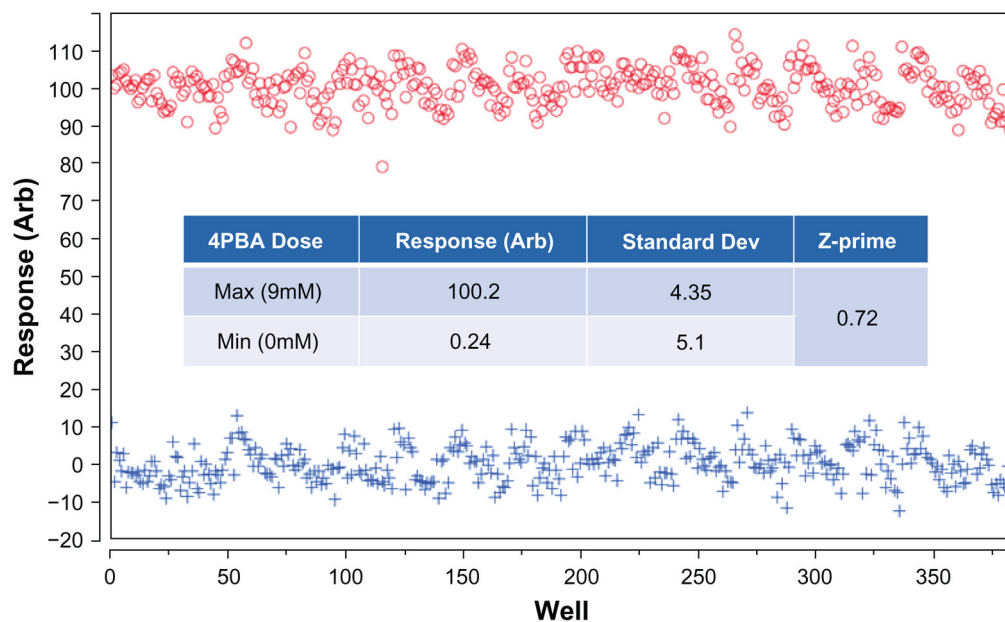 Response (Arb)
110
100
90
80
70
60
50
40
30
20
10
0
−10
−20
4PBA Dose Response (Arb) Standard Dev Z-prime
Max (9mM) 100.2 4.35 0.72
Min (0mM) 0.24 5.1
0 50 100 150 200 250 300 350
Well